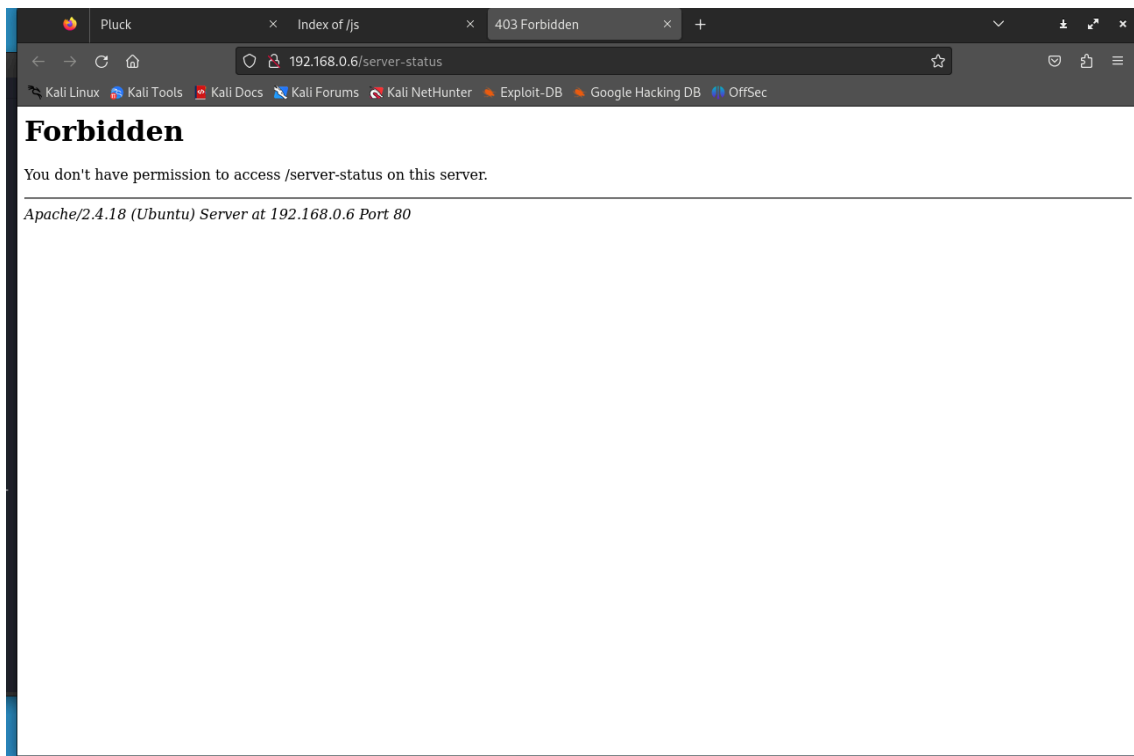 Pluck
Index of /js
403 Forbidden
192.168.0.6/server-status
Kali Linux Kali Tools Kali Docs Kali Forums Kali NetHunter Exploit-DB Google Hacking DB OffSec
Forbidden
You don't have permission to access /server-status on this server.
Apache/2.4.18 (Ubuntu) Server at 192.168.0.6 Port 80